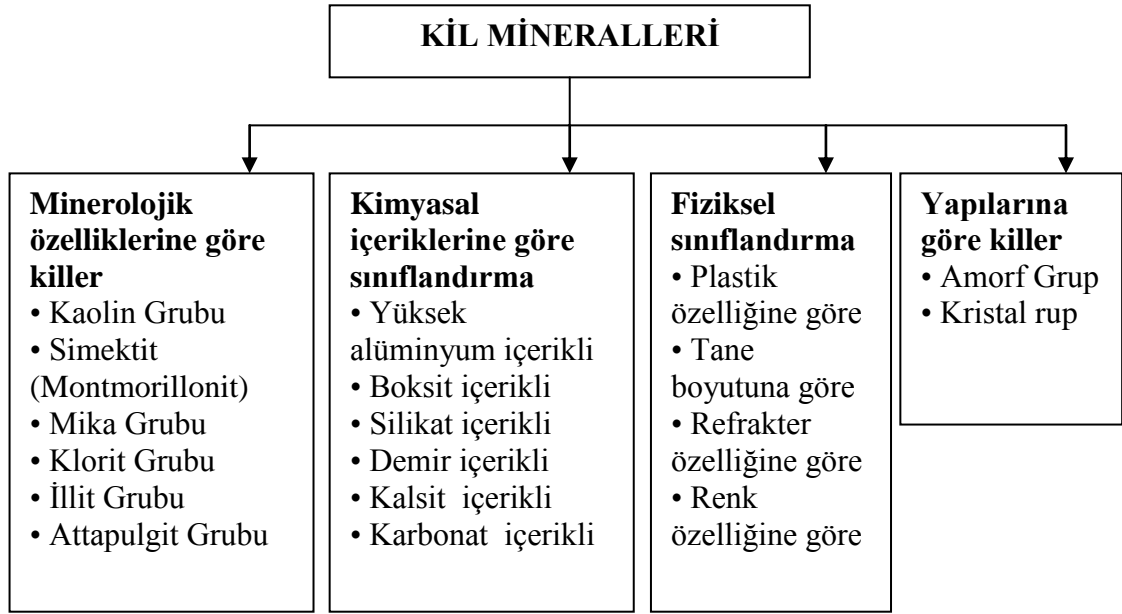 KİL MİNERALLERİ
Minerolojik
özelliklerine göre
killer
• Kaolin Grubu
• Simektit
(Montmorillonit)
• Mika Grubu
• Klorit Grubu
• İllit Grubu
• Attapulgit Grubu
Kimyasal
içeriklerine göre
sınıflandırma
• Yüksek
alüminyum içerikli
• Boksit içerikli
• Silikat içerikli
• Demir içerikli
• Kalsit  içerikli
• Karbonat  içerikli
Fiziksel
sınıflandırma
• Plastik
özelliğine göre
• Tane
boyutuna göre
• Refrakter
özelliğine göre
• Renk
özelliğine göre
Yapılarına
göre killer
• Amorf Grup
• Kristal rup